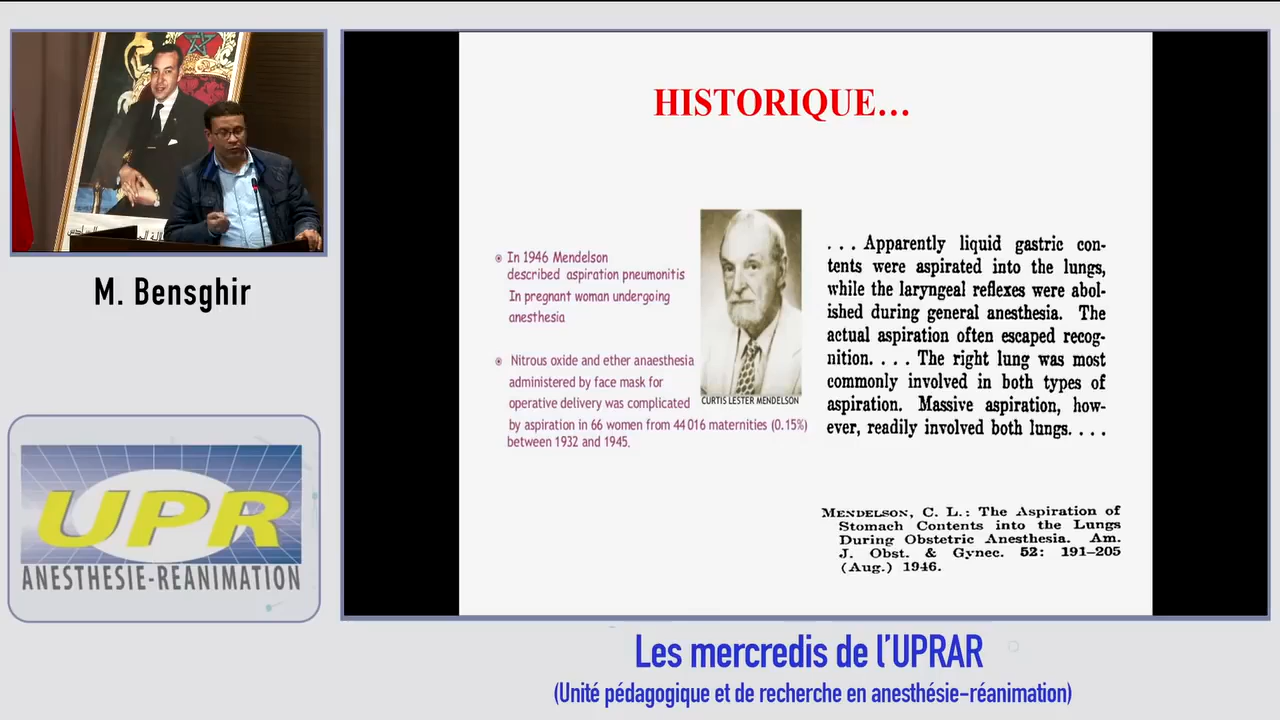 HISTORIQUE...
In 1946 Mendelson
described aspiration pneumonitis
In pregnant woman undergoing
anesthesia
Nitrous oxide and ether anaesthesia
administered by face mask for
operative delivery was complicated
by aspiration in 66 women from 44 016 maternities (0.15%)
between 1932 and 1945.
CURTIS LESTER MENDELSON
. . . Apparently liquid gastric con-
tents were aspirated into the lungs,
while the laryngeal reflexes were abol-
ished during general anesthesia. The
actual aspiration often escaped recog-
nition. . . . The right lung was most
commonly involved in both types of
aspiration. Massive aspiration, how-
ever, readily involved both lungs. . . .
MENDELSON, C. L.: The Aspiration of
Stomach Contents into the Lungs
During Obstetric Anesthesia. Am.
J. Obst. & Gynec. 52: 191–205
(Aug.) 1946.
M. Bensghir
UPR
ANESTHESIE-REANIMATION
Les mercredis de l'UPRAR
(Unité pédagogique et de recherche en anesthésie-réanimation)